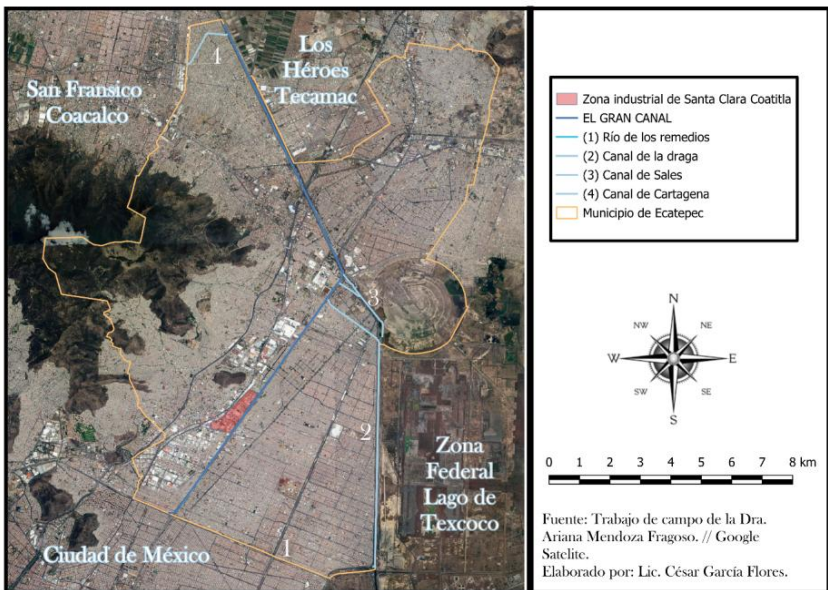 San Fransico
Coacalco
4
Los
Héroes
Tecamac
3
2
Zona
Federal
Lago de
Texcoco
1
Ciudad de México
Zona industrial de Santa Clara Coatitla
EL GRAN CANAL
(1) Río de los remedios
(2) Canal de la draga
(3) Canal de Sales
(4) Canal de Cartagena
Municipio de Ecatepec
N
NW NE
W E
SW SE
S
0 1 2 3 4 5 6 7 8 km
Fuente: Trabajo de campo de la Dra.
Ariana Mendoza Fragoso. // Google
Satelite.
Elaborado por: Lic. César García Flores.